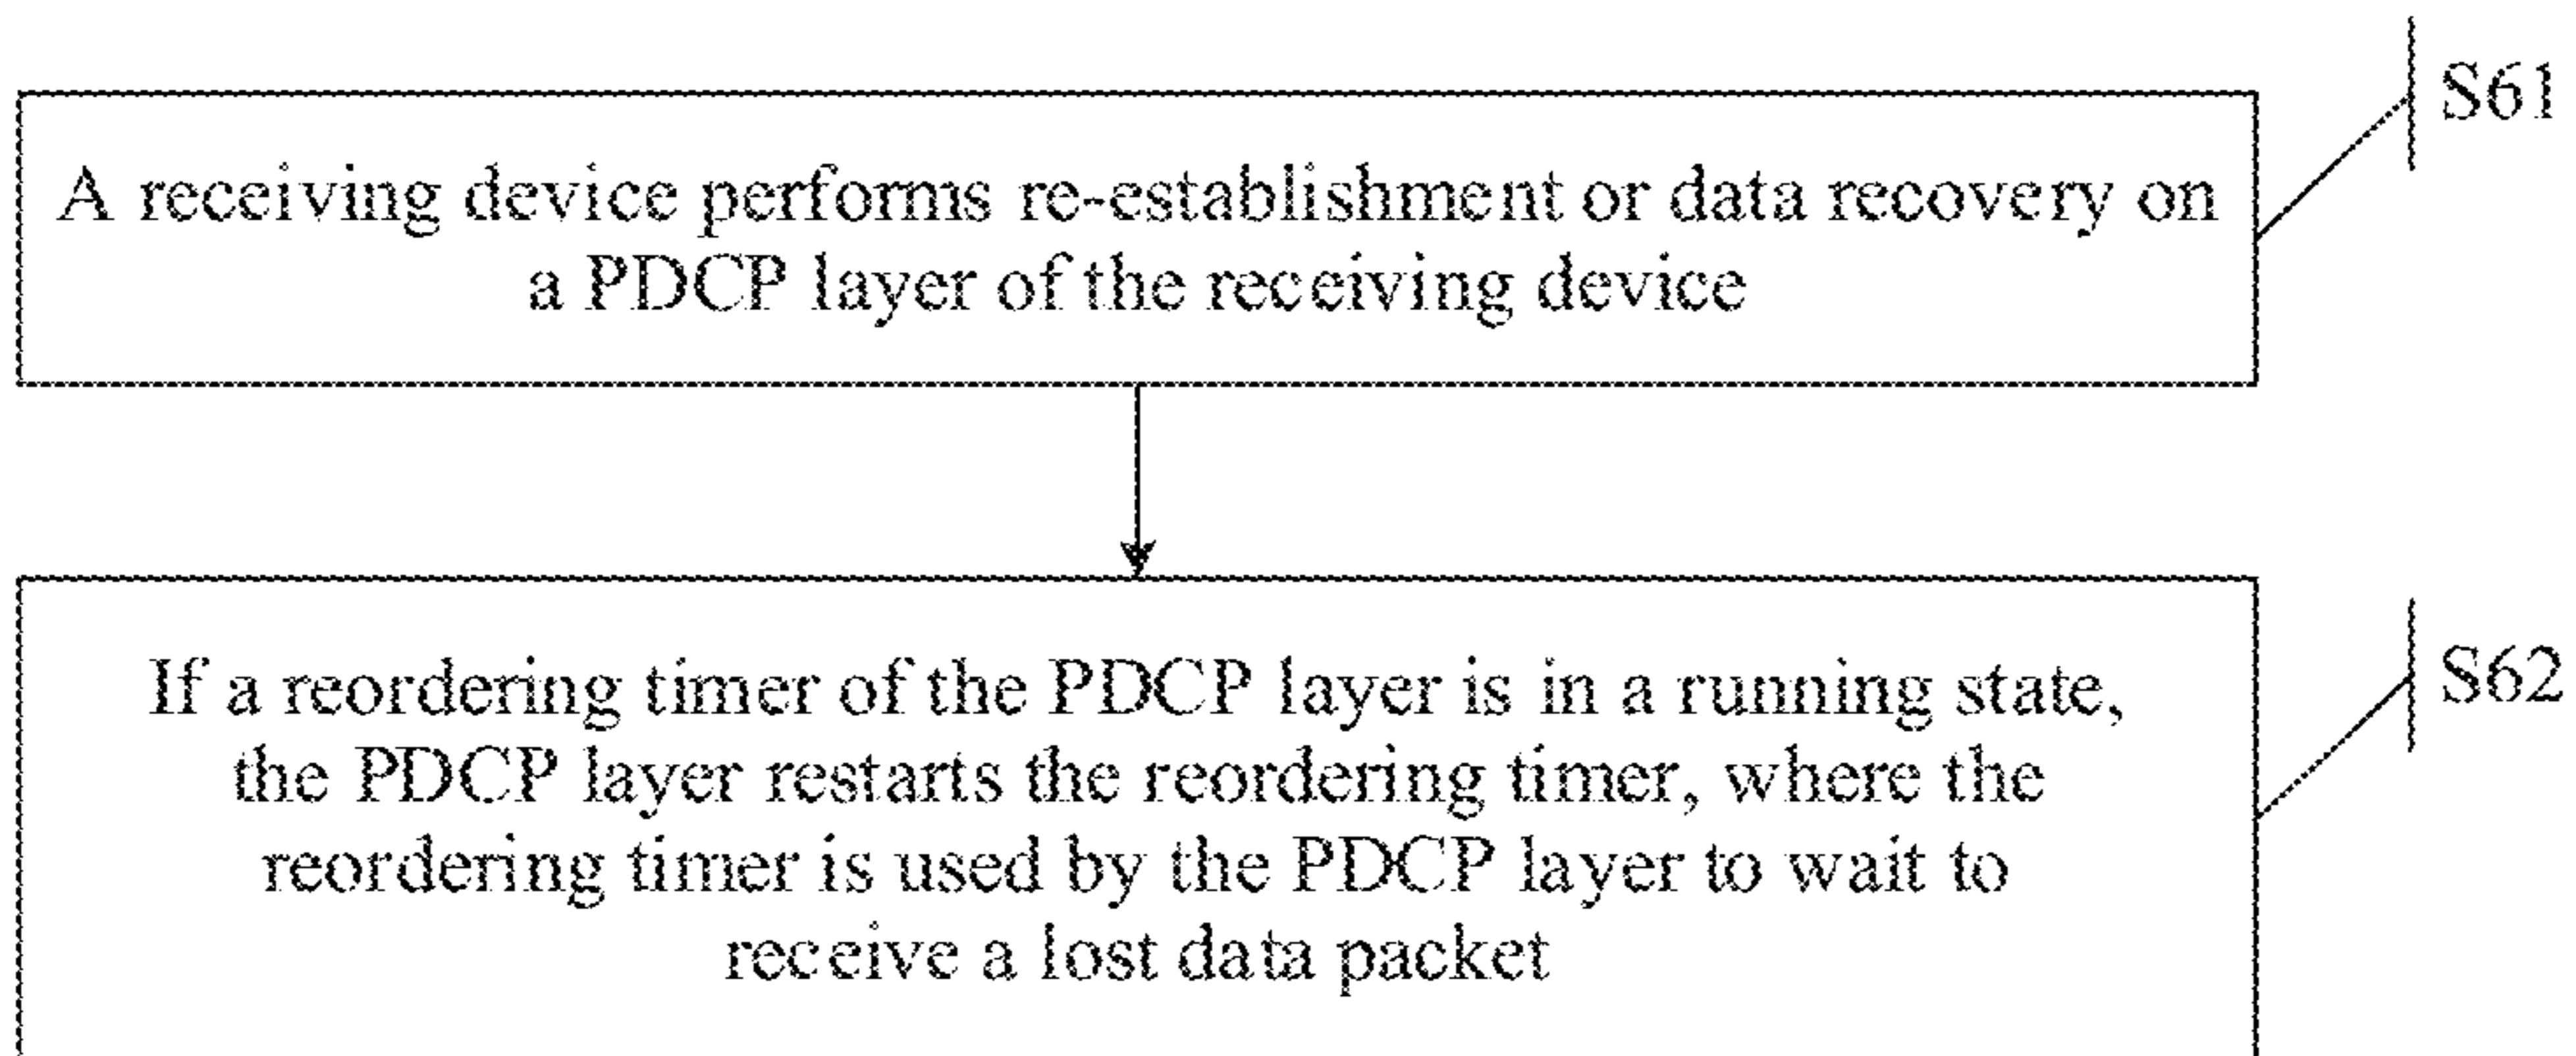 S61
A receiving device performs re-establishment or data recovery on
a PDCP layer of the receiving device
S62
If a reordering timer of the PDCP layer is in a running state,
the PDCP layer restarts the reordering timer, where the
reordering timer is used by the PDCP layer to wait to
receive a lost data packet